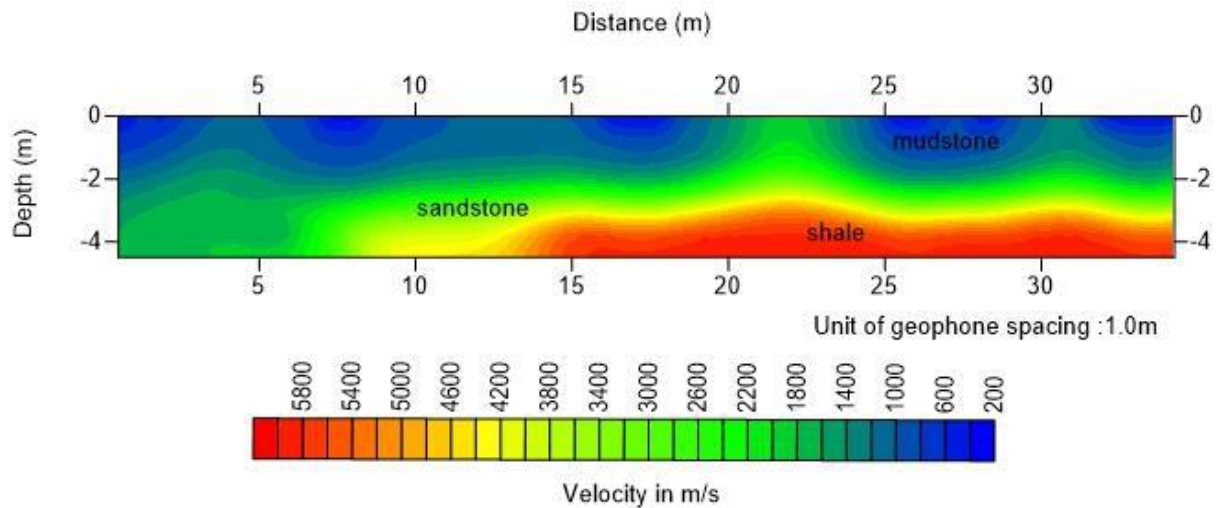 Distance (m)
5 10 15 20 25 30
0 0
mudstone
Depth (m)
-2 -2
sandstone
shale
-4 -4
5 10 15 20 25 30
Unit of geophone spacing :1.0m
5800 5400 5000 4600 4200 3800 3400 3000 2600 2200 1800 1400 1000 600 200
Velocity in m/s